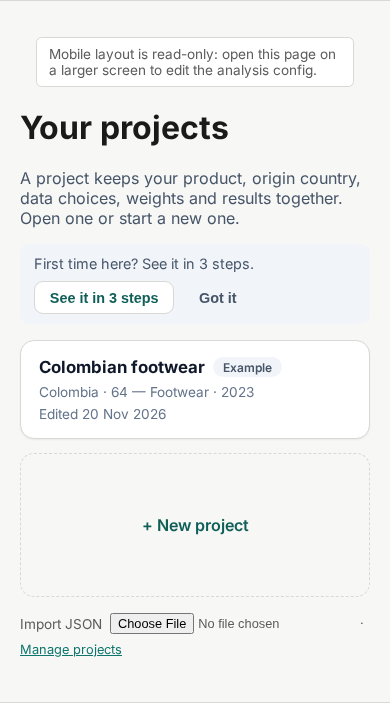 Mobile layout is read-only: open this page on
a larger screen to edit the analysis config.
Your projects
A project keeps your product, origin country,
data choices, weights and results together.
Open one or start a new one.
First time here? See it in 3 steps.
See it in 3 steps Got it
Colombian footwear Example
Colombia · 64 — Footwear · 2023
Edited 20 Nov 2026
+ New project
Import JSON Choose File No file chosen ·
Manage projects